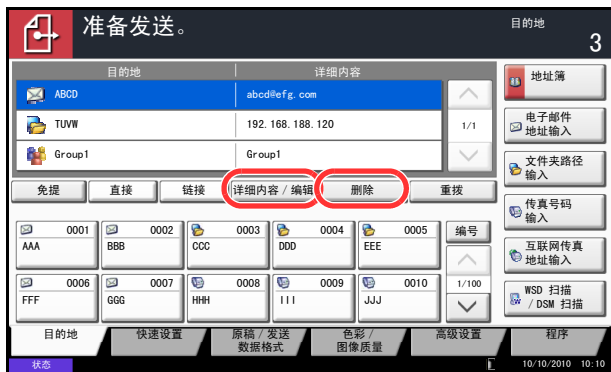 准备发送。
目的地
3
目的地 详细内容
ABCD abcd@efg.com
TUVW 192.168.188.120
1/1
Group1 Group1
免提 直接 链接 详细内容 / 编辑 删除 重拨
0001 0002 0003 0004 0005 编号
AAA BBB CCC DDD EEE
0006 0007 0008 0009 0010 1/100
FFF GGG HHH III JJJ
地址簿
电子邮件
地址输入
文件夹路径
输入
传真号码
输入
互联网传真
地址输入
WSD 扫描
/ DSM 扫描
目的地 快速设置 原稿 / 发送
数据格式
色彩 /
图像质量
高级设置 程序
状态 10/10/2010 10:10